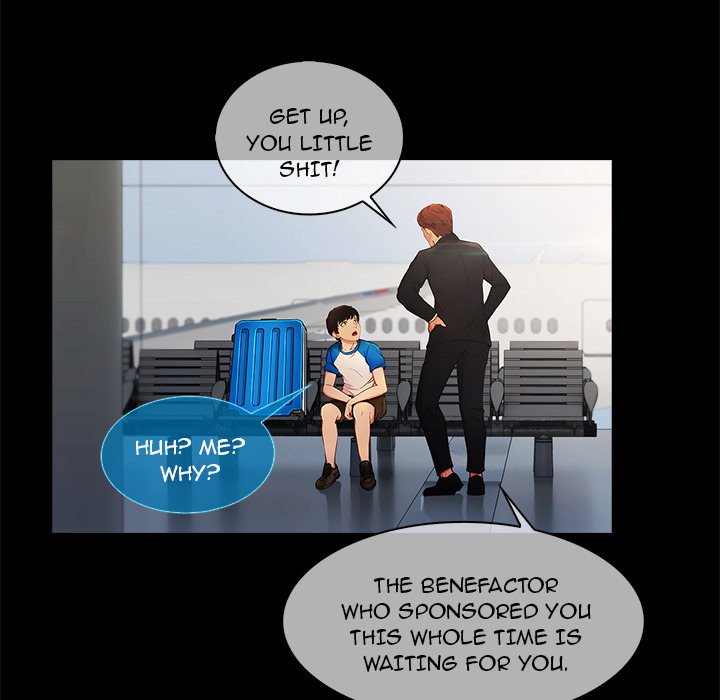 GET UP,
YOU LITTLE
SHIT!
HUH? ME?
WHY?
THE BENEFACTOR
WHO SPONSORED YOU
THIS WHOLE TIME IS
WAITING FOR YOU.